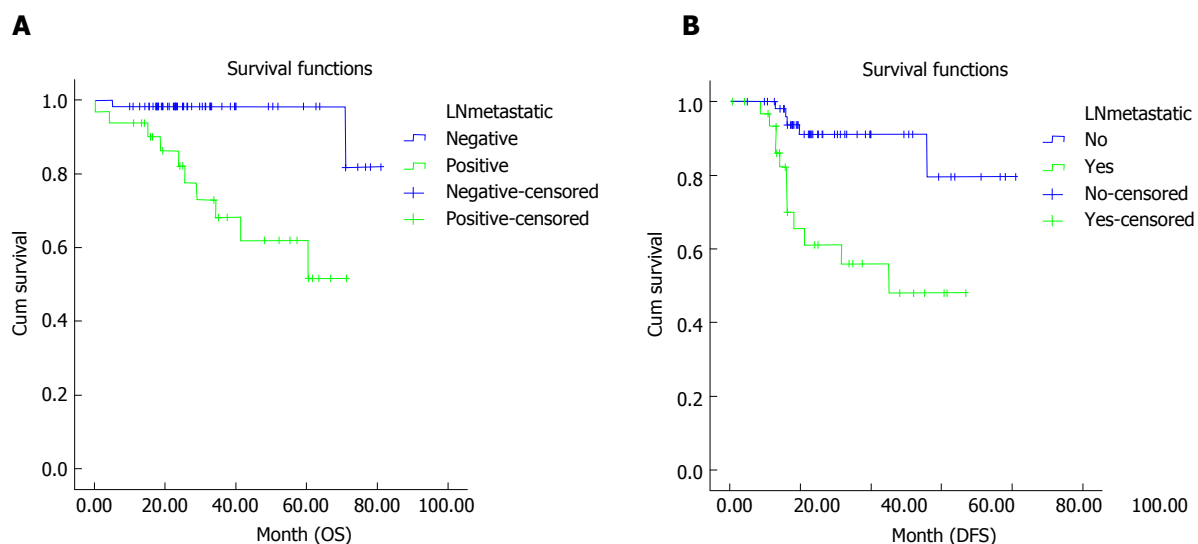 A
Survival functions
1.0
0.8
0.6
0.4
0.2
0.0
Cum survival
0.00 20.00 40.00 60.00 80.00 100.00
Month (OS)
LNmetastatic
Negative
Positive
Negative-censored
Positive-censored
B
Survival functions
1.0
0.8
0.6
0.4
0.2
0.0
Cum survival
0.00 20.00 40.00 60.00 80.00 100.00
Month (DFS)
LNmetastatic
No
Yes
No-censored
Yes-censored